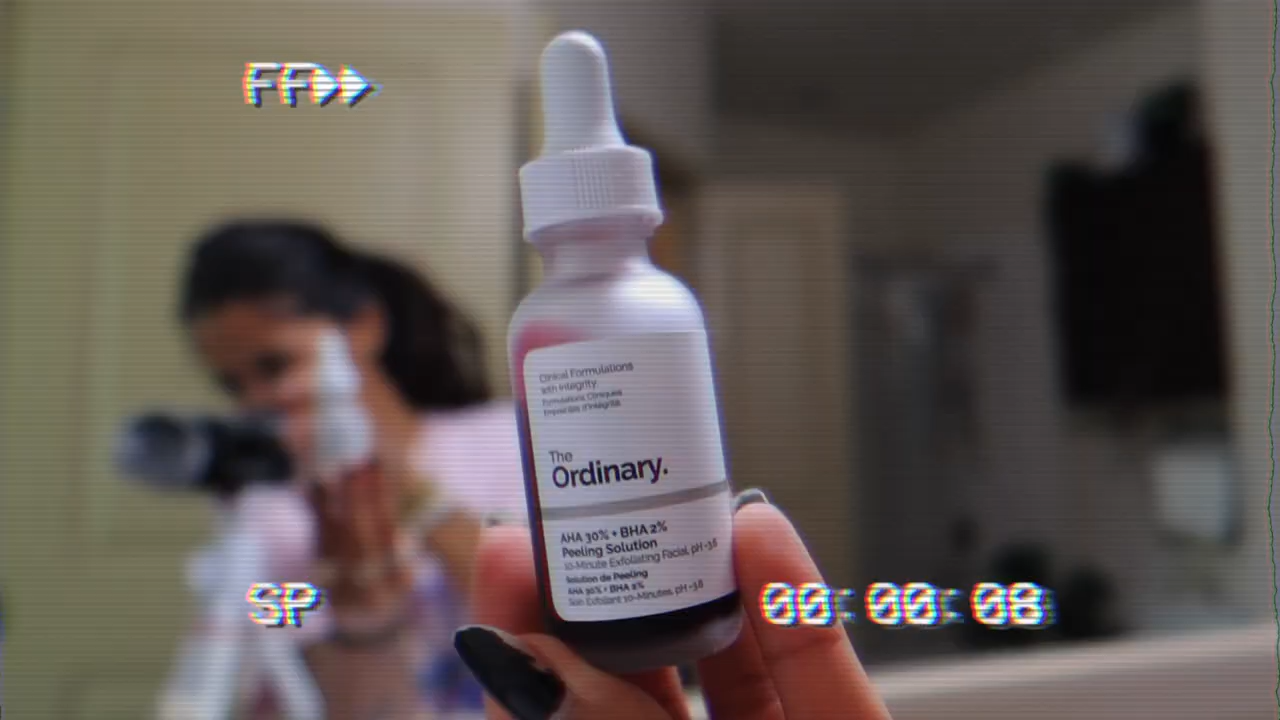 FF
Clinical Formulations
with Integrity.
Formulations Cliniques
Empreintes d'Intégrité.
The
Ordinary.
AHA 30% + BHA 2%
Peeling Solution
10-Minute Exfoliating Facial, pH ~3.6
Solution de Peeling
AHA 30% + BHA 2%
Soin Exfoliant 10-Minutes, pH ~3.6
SP
00:00:08